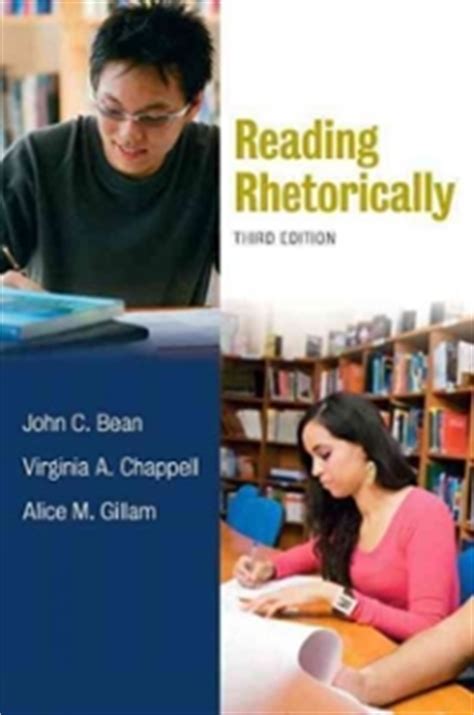 Reading
Rhetorically
THIRD EDITION
John C. Bean
Virginia A. Chappell
Alice M. Gillam